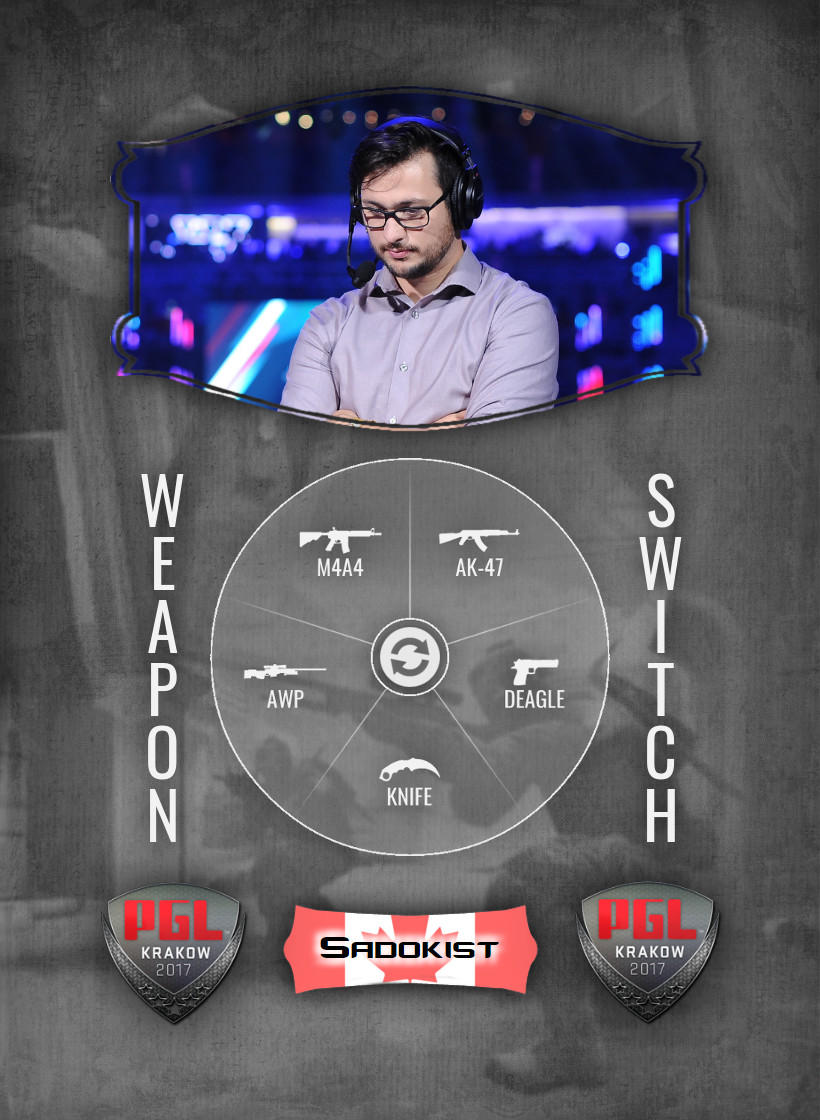 WEAPON
SWITCH
M4A4
AK-47
AWP
DEAGLE
KNIFE
PGL
KRAKOW
2017
SADOKIST
PGL
KRAKOW
2017